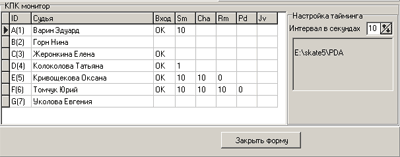 КПК монитор
ID Судья Вход Sm Cha Rm Pd Jv
A(1) Варин Эдуард OK 10
B(2) Горн Нина
C(3) Жеронкина Елена OK
D(4) Колоколова Татьяна OK 1
E(5) Кривощекова Оксана OK 10 10 0
F(6) Томчук Юрий OK 10 10 10 0
G(7) Уколова Евгения
Настройка тайминга
Интервал в секундах 10
E:\skate5\PDA
Закрыть форму